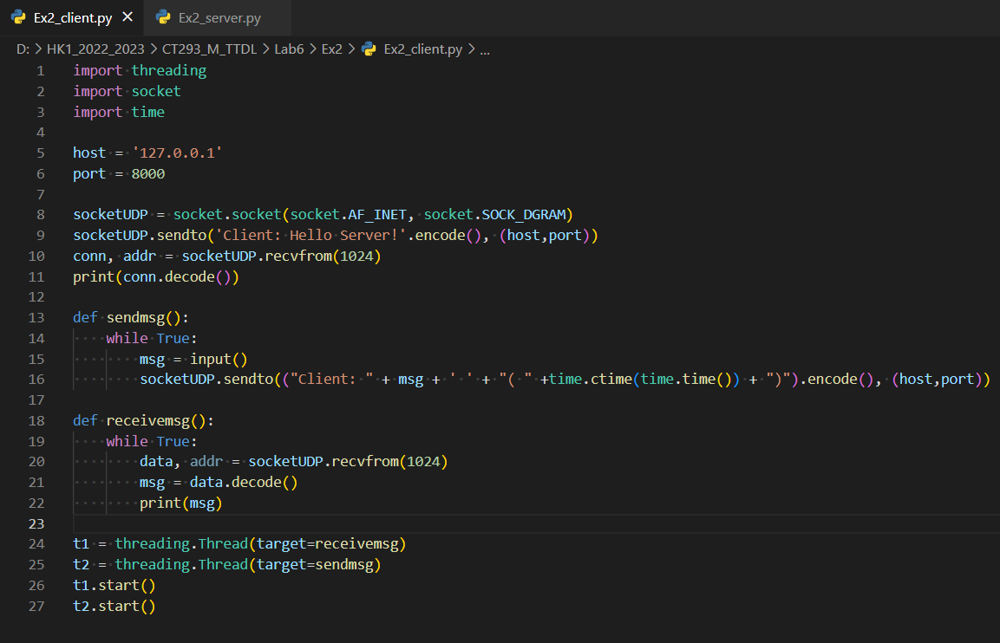 Ex2_client.py × Ex2_server.py
D: > HK1_2022_2023 > CT293_M_TTDL > Lab6 > Ex2 > Ex2_client.py > ...
1 import threading
2 import socket
3 import time
4
5 host = '127.0.0.1'
6 port = 8000
7
8 socketUDP = socket.socket(socket.AF_INET, socket.SOCK_DGRAM)
9 socketUDP.sendto('Client: Hello Server!'.encode(), (host,port))
10 conn, addr = socketUDP.recvfrom(1024)
11 print(conn.decode())
12
13 def sendmsg():
14     while True:
15         msg = input()
16         socketUDP.sendto(("Client: " + msg + ' ' + "( " +time.ctime(time.time()) + ")").encode(), (host,port))
17
18 def receivemsg():
19     while True:
20         data, addr = socketUDP.recvfrom(1024)
21         msg = data.decode()
22         print(msg)
23
24 t1 = threading.Thread(target=receivemsg)
25 t2 = threading.Thread(target=sendmsg)
26 t1.start()
27 t2.start()